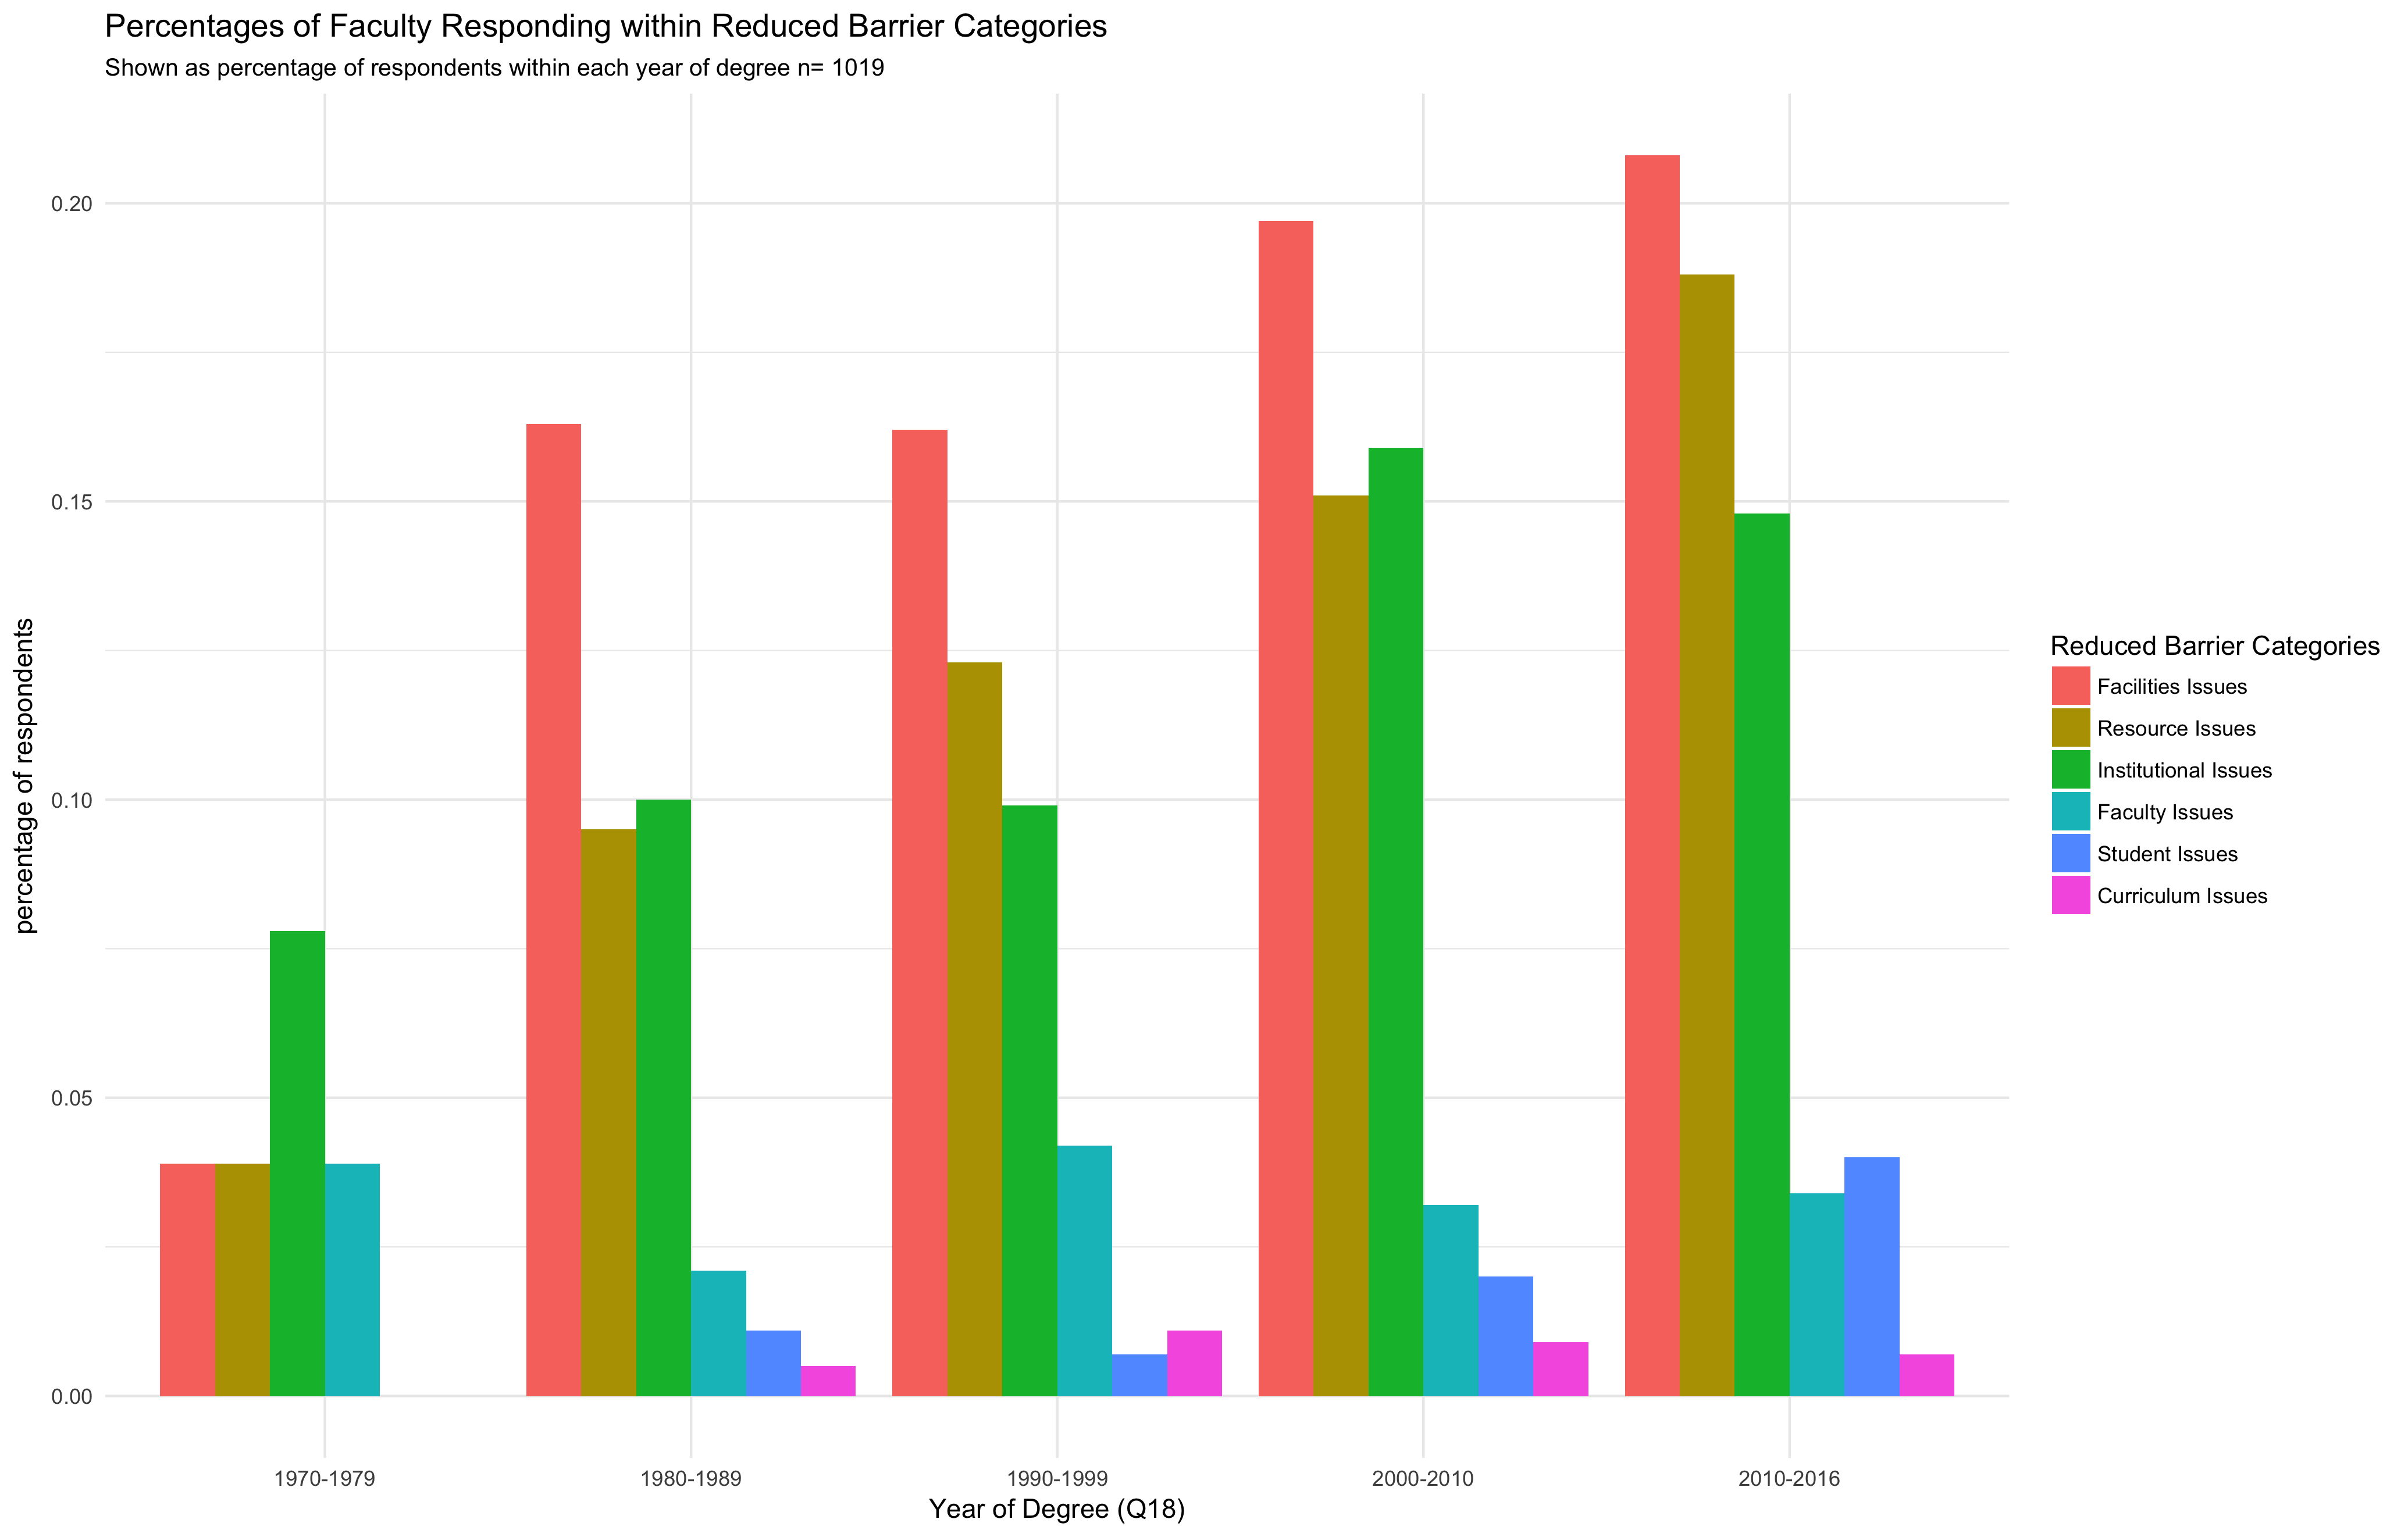 Percentages of Faculty Responding within Reduced Barrier Categories
Shown as percentage of respondents within each year of degree n= 1019
percentage of respondents
0.20
0.15
0.10
0.05
0.00
1970-1979
1980-1989
1990-1999
2000-2010
2010-2016
Year of Degree (Q18)
Reduced Barrier Categories
Facilities Issues
Resource Issues
Institutional Issues
Faculty Issues
Student Issues
Curriculum Issues